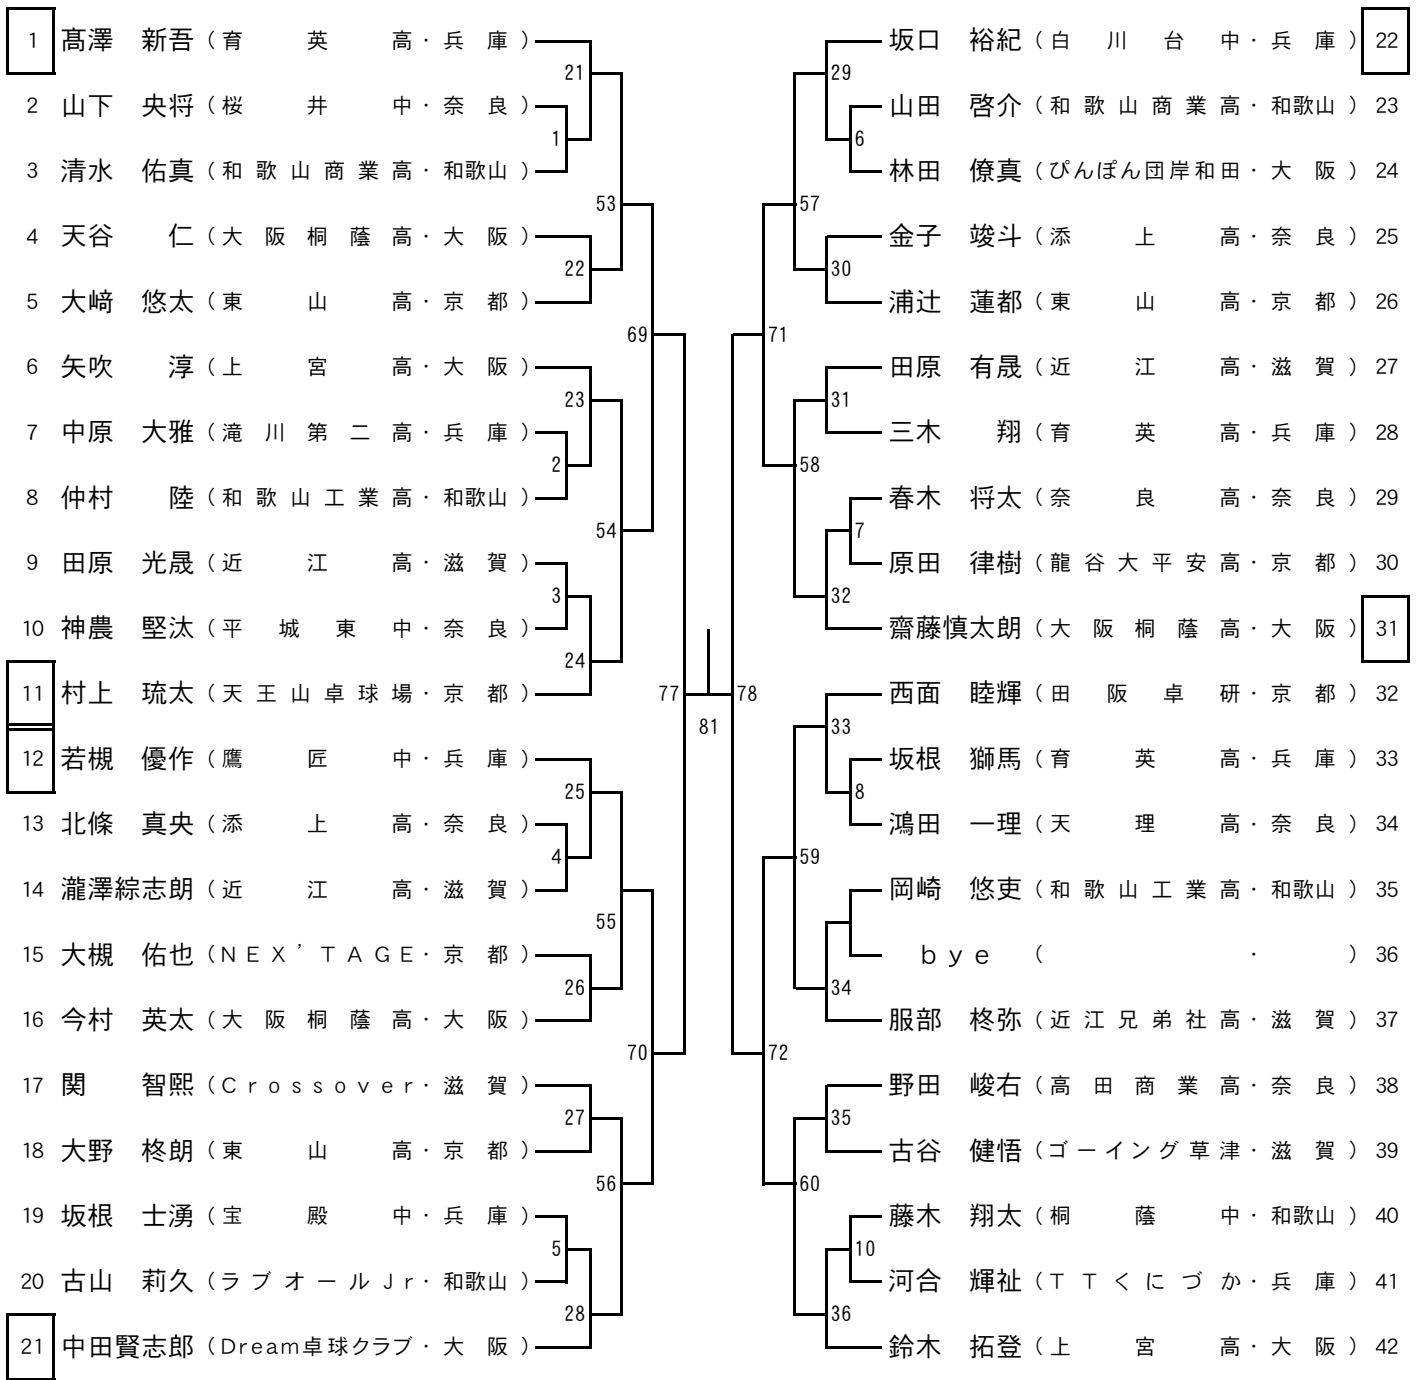 1 髙澤 新吾 (育英高・兵庫)
2 山下 央将 (桜井中・奈良)
3 清水 佑真 (和歌山商業高・和歌山)
4 天谷 仁 (大阪桐蔭高・大阪)
5 大﨑 悠太 (東山高・京都)
6 矢吹 淳 (上宮高・大阪)
7 中原 大雅 (滝川第二高・兵庫)
8 仲村 陸 (和歌山工業高・和歌山)
9 田原 光晟 (近江高・滋賀)
10 神農 堅汰 (平城東中・奈良)
11 村上 琉太 (天王山卓球場・京都)
12 若槻 優作 (鷹匠中・兵庫)
13 北條 真央 (添上高・奈良)
14 瀧澤綜志朗 (近江高・滋賀)
15 大槻 佑也 (NEX’TAGE・京都)
16 今村 英太 (大阪桐蔭高・大阪)
17 関 智熙 (Crossover・滋賀)
18 大野 柊朗 (東山高・京都)
19 坂根 士湧 (宝殿中・兵庫)
20 古山 莉久 (ラブオールJr・和歌山)
21 中田賢志郎 (Dream卓球クラブ・大阪)
21
1
53
22
69
23
2
54
3
24
77
25
4
55
26
70
27
56
5
28
81
78
29
6
57
30
71
31
58
7
32
33
8
59
34
72
35
60
10
36
坂口 裕紀 (白川台中・兵庫) 22
山田 啓介 (和歌山商業高・和歌山) 23
林田 僚真 (ぴんぽん団岸和田・大阪) 24
金子 竣斗 (添上高・奈良) 25
浦辻 蓮都 (東山高・京都) 26
田原 有晟 (近江高・滋賀) 27
三木 翔 (育英高・兵庫) 28
春木 将太 (奈良高・奈良) 29
原田 律樹 (龍谷大平安高・京都) 30
齋藤慎太朗 (大阪桐蔭高・大阪) 31
西面 睦輝 (田阪卓研・京都) 32
坂根 獅馬 (育英高・兵庫) 33
鴻田 一理 (天理高・奈良) 34
岡崎 悠吏 (和歌山工業高・和歌山) 35
bye (・) 36
服部 柊弥 (近江兄弟社高・滋賀) 37
野田 峻右 (高田商業高・奈良) 38
古谷 健悟 (ゴーイング草津・滋賀) 39
藤木 翔太 (桐蔭中・和歌山) 40
河合 輝祉 (TTくにづか・兵庫) 41
鈴木 拓登 (上宮高・大阪) 42